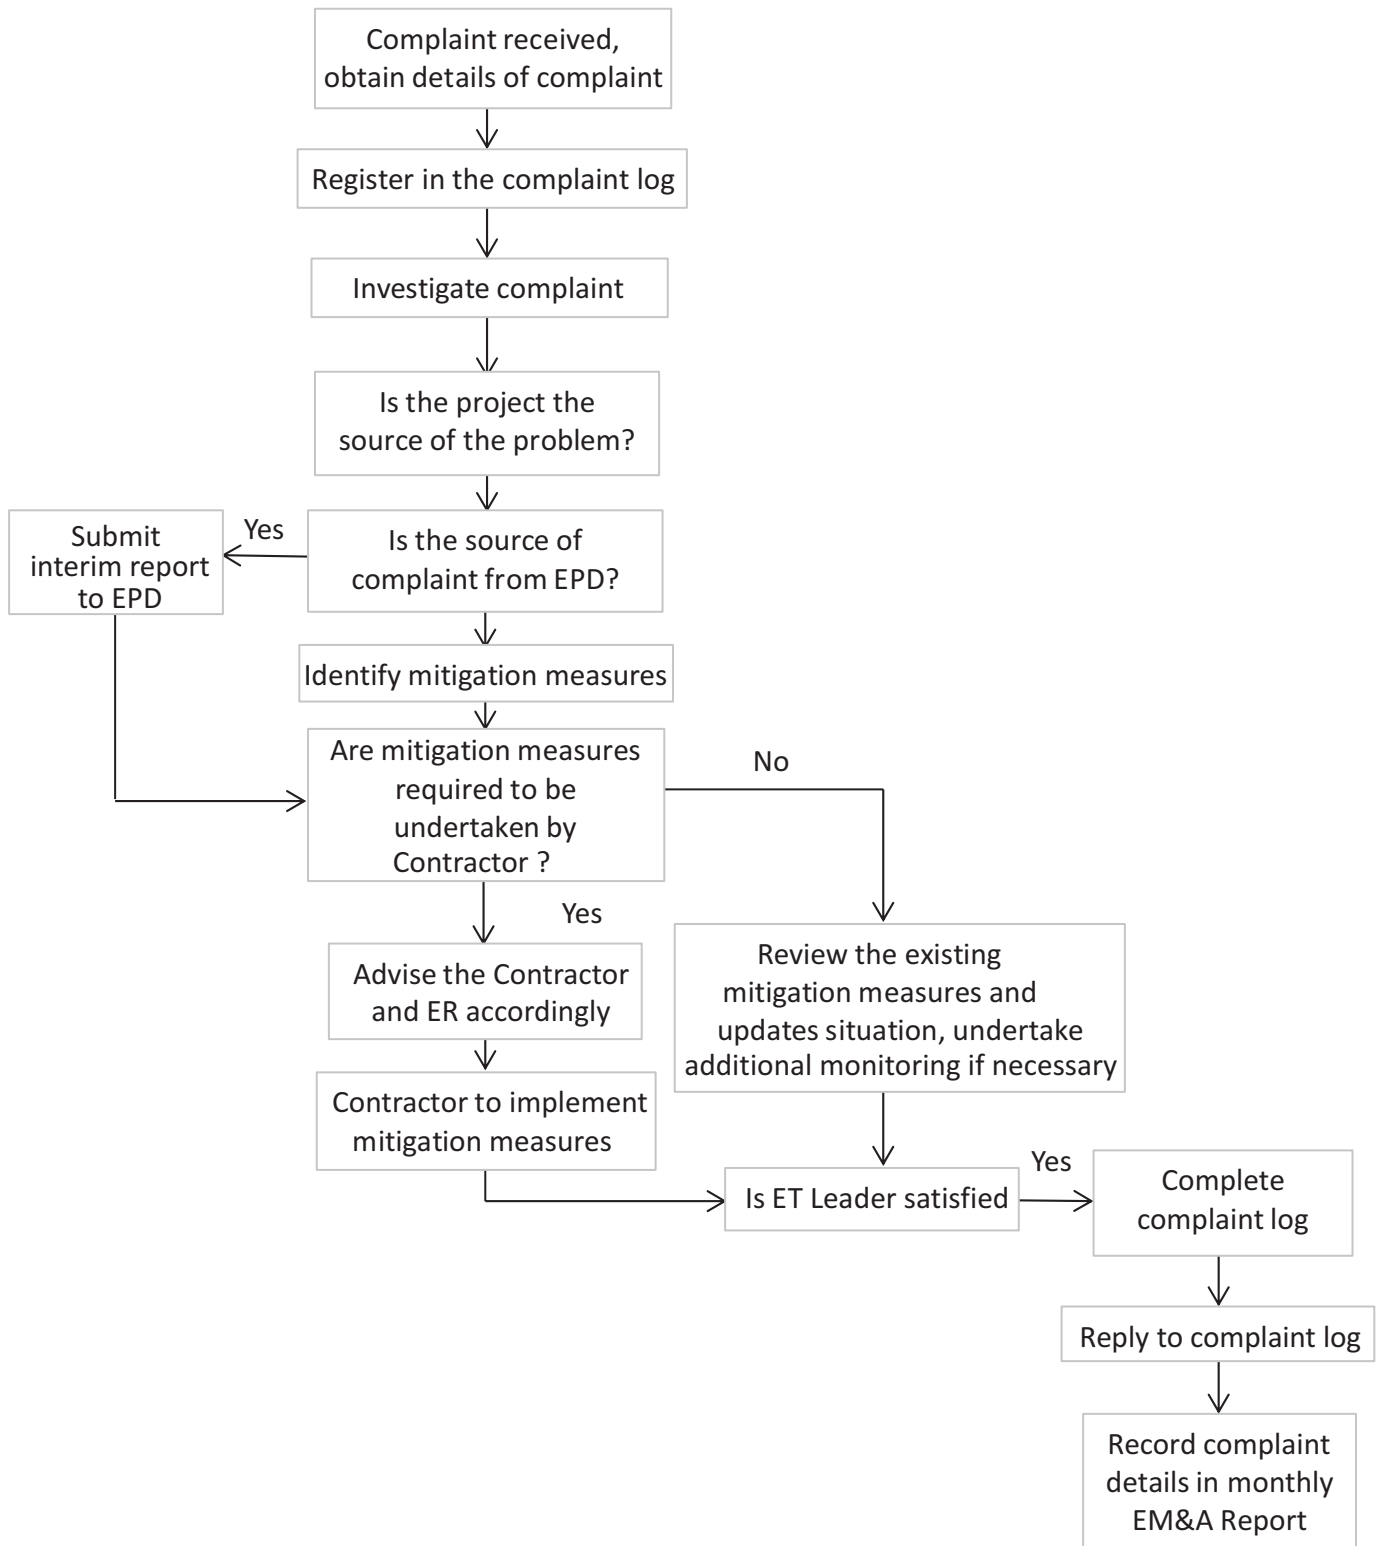 Complaint received,
obtain details of complaint
Register in the complaint log
Investigate complaint
Is the project the
source of the problem?
Submit
interim report
to EPD
Yes
Is the source of
complaint from EPD?
Identify mitigation measures
Are mitigation measures
required to be
undertaken by
Contractor ?
No
Yes
Advise the Contractor
and ER accordingly
Review the existing
mitigation measures and
updates situation, undertake
additional monitoring if necessary
Contractor to implement
mitigation measures
Is ET Leader satisfied
Yes
Complete
complaint log
Reply to complaint log
Record complaint
details in monthly
EM&A Report